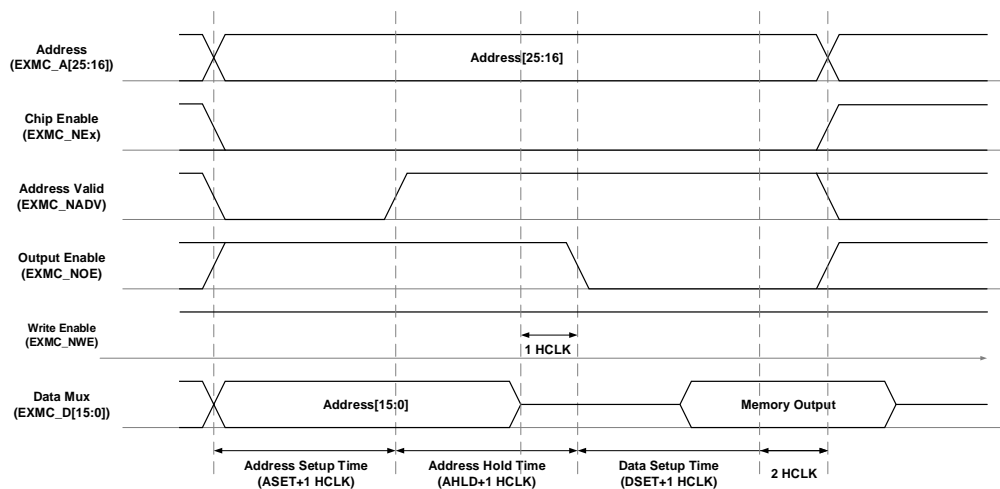 Address
(EXMC_A[25:16])
Address[25:16]
Chip Enable
(EXMC_NEx)
Address Valid
(EXMC_NADV)
Output Enable
(EXMC_NOE)
Write Enable
(EXMC_NWE)
1 HCLK
Data Mux
(EXMC_D[15:0])
Address[15:0]
Memory Output
Address Setup Time
(ASET+1 HCLK)
Address Hold Time
(AHLD+1 HCLK)
Data Setup Time
(DSET+1 HCLK)
2 HCLK